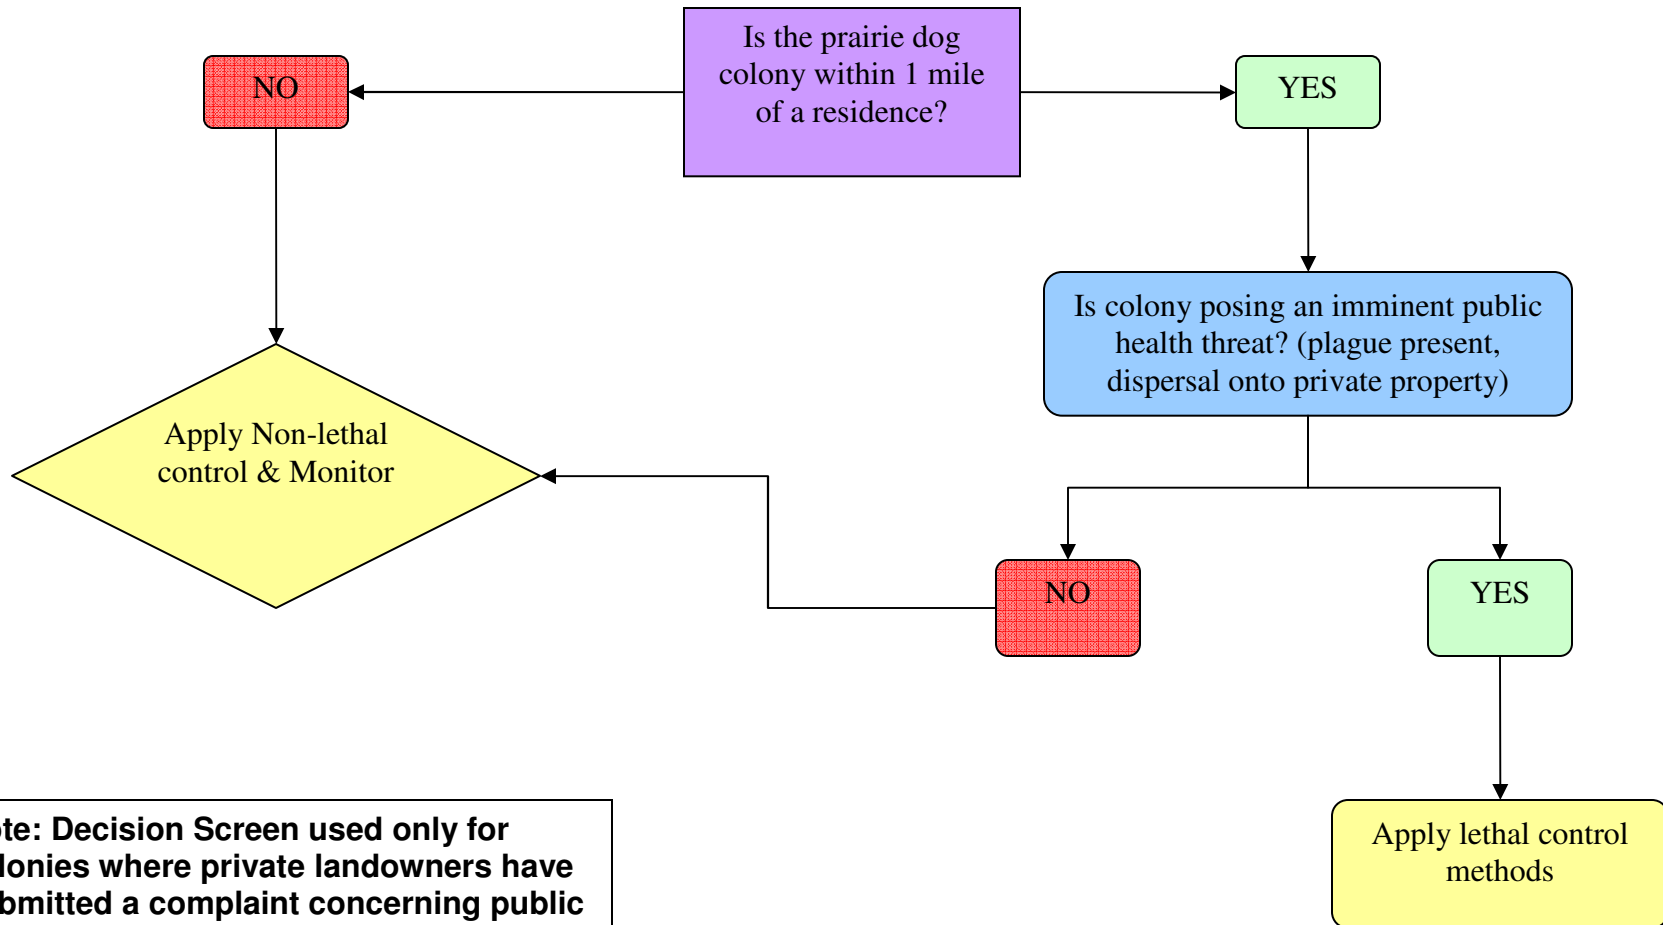 Is the prairie dog
colony within 1 mile
of a residence?
NO
YES
Is colony posing an imminent public
health threat? (plague present,
dispersal onto private property)
Apply Non-lethal
control & Monitor
NO
YES
Apply lethal control
methods
Decision Screen used only for
where private landowners have
a complaint concerning public